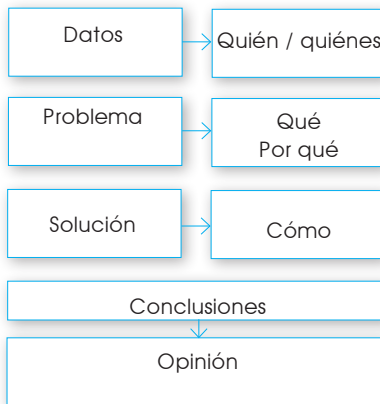 Datos
Quién / quiénes
Problema
Qué
Por qué
Solución
Cómo
Conclusiones
Opinión